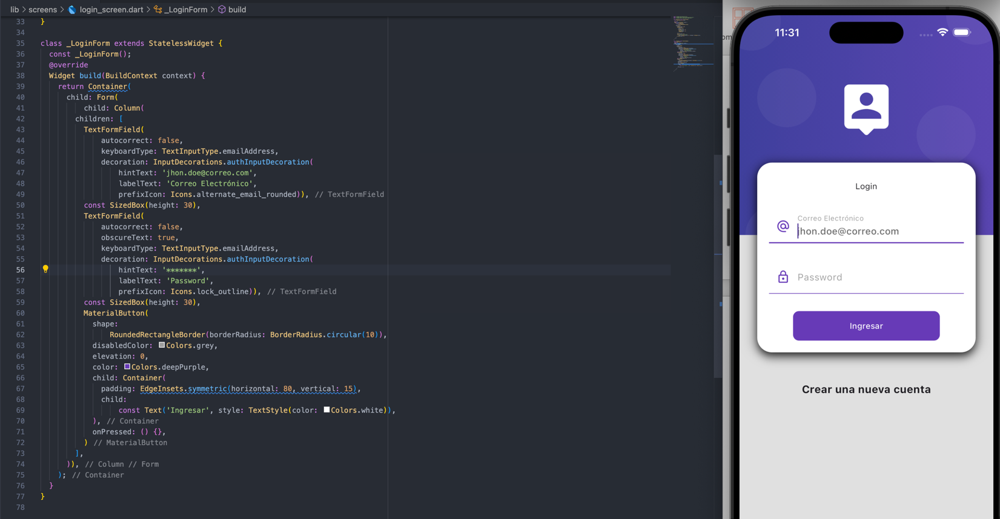 lib > screens > login_screen.dart > _LoginForm > build
33 }
34
35 class _LoginForm extends StatelessWidget {
36 const _LoginForm();
37 @override
38 Widget build(BuildContext context) {
39 return Container(
40 child: Form(
41 child: Column(
42 children: [
43 TextFormField(
44 autocorrect: false,
45 keyboardType: TextInputType.emailAddress,
46 decoration: InputDecorations.authInputDecoration(
47 hintText: 'jhon.doe@correo.com',
48 labelText: 'Correo Electrónico',
49 prefixIcon: Icons.alternate_email_rounded)), // TextFormField
50 const SizedBox(height: 30),
51 TextFormField(
52 autocorrect: false,
53 obscureText: true,
54 keyboardType: TextInputType.emailAddress,
55 decoration: InputDecorations.authInputDecoration(
56 hintText: '*******',
57 labelText: 'Password',
58 prefixIcon: Icons.lock_outline)), // TextFormField
59 const SizedBox(height: 30),
60 MaterialButton(
61 shape:
62 RoundedRectangleBorder(borderRadius: BorderRadius.circular(10)),
63 disabledColor: Colors.grey,
64 elevation: 0,
65 color: Colors.deepPurple,
66 child: Container(
67 padding: EdgeInsets.symmetric(horizontal: 80, vertical: 15),
68 child:
69 const Text('Ingresar', style: TextStyle(color: Colors.white)),
70 ), // Container
71 onPressed: () {},
72 ) // MaterialButton
73 ],
74 )), // Column // Form
75 ); // Container
76 }
77 }
78
11:31
Login
Correo Electrónico
jhon.doe@correo.com
Password
Ingresar
Crear una nueva cuenta